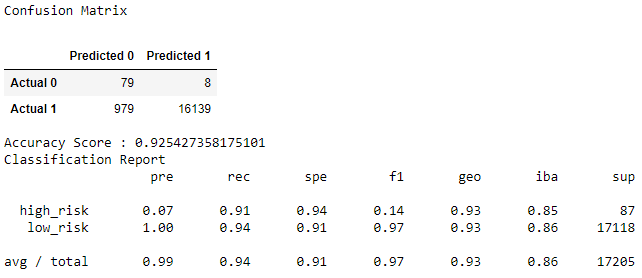 Confusion Matrix
Predicted 0 Predicted 1
Actual 0 79 8
Actual 1 979 16139
Accuracy Score : 0.925427358175101
Classification Report
pre rec spe f1 geo iba sup
high_risk 0.07 0.91 0.94 0.14 0.93 0.85 87
low_risk 1.00 0.94 0.91 0.97 0.93 0.86 17118
avg / total 0.99 0.94 0.91 0.97 0.93 0.86 17205